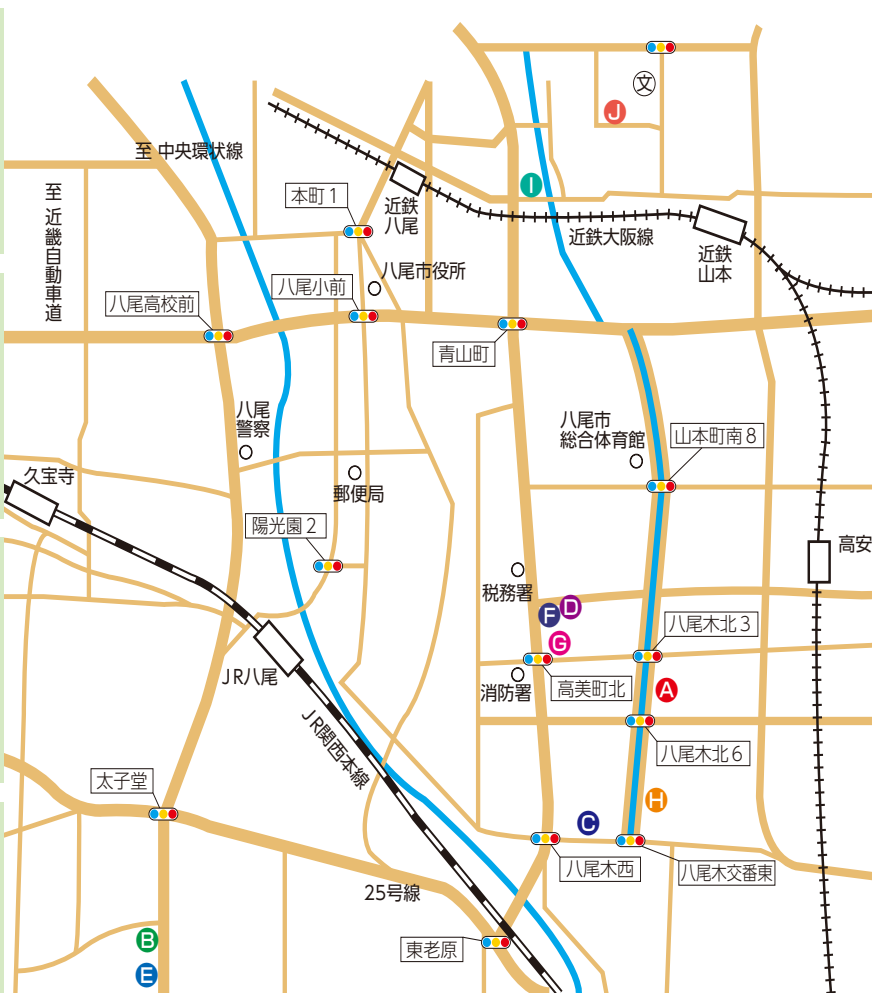 文
J
至 中央環状線
I
本町1
近鉄
八尾
近鉄大阪線
近鉄
山本
至 近畿自動車道
八尾市役所
八尾小前
八尾高校前
青山町
八尾
警察
八尾市
総合体育館
山本町南8
久宝寺
郵便局
陽光園2
高安
税務署
F
D
G
八尾木北3
JR八尾
消防署
高美町北
A
JR関西本線
八尾木北6
太子堂
H
C
八尾木西
八尾木交番東
25号線
B
東老原
E